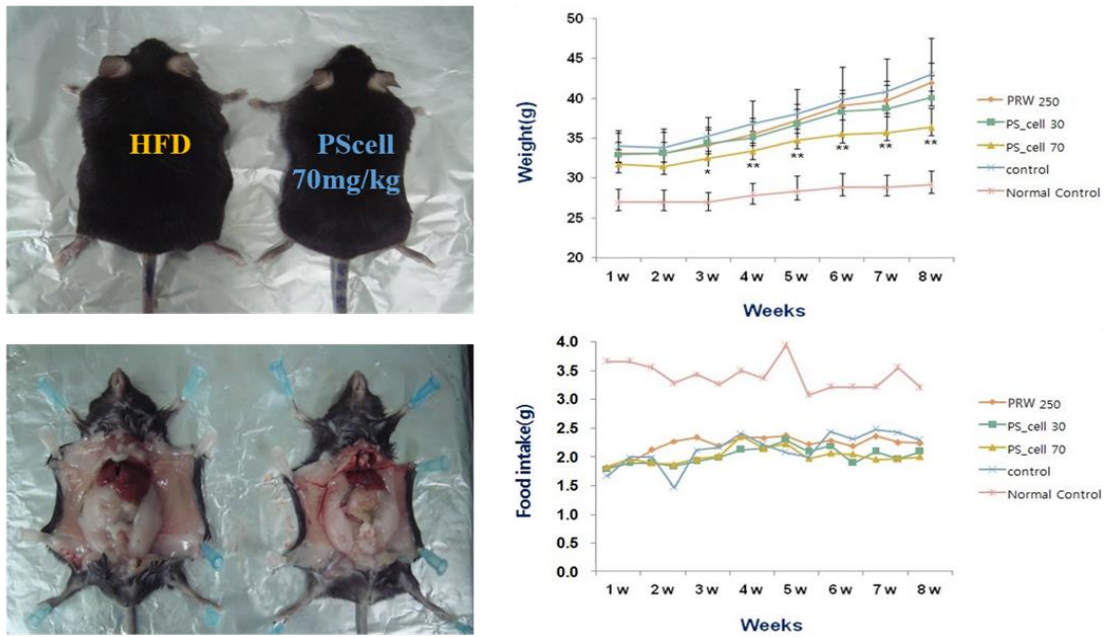 HFD
PScell
70mg/kg
50
45
40
35
30
25
20
Weight(g)
*
**
**
**
**
**
1 w 2 w 3 w 4 w 5 w 6 w 7 w 8 w
Weeks
PRW 250
PS_cell 30
PS_cell 70
control
Normal Control
4.0
3.5
3.0
2.5
2.0
1.5
1.0
0.5
0.0
Food intake(g)
1 w 2 w 3 w 4 w 5 w 6 w 7 w 8 w
Weeks
PRW 250
PS_cell 30
PS_cell 70
control
Normal Control